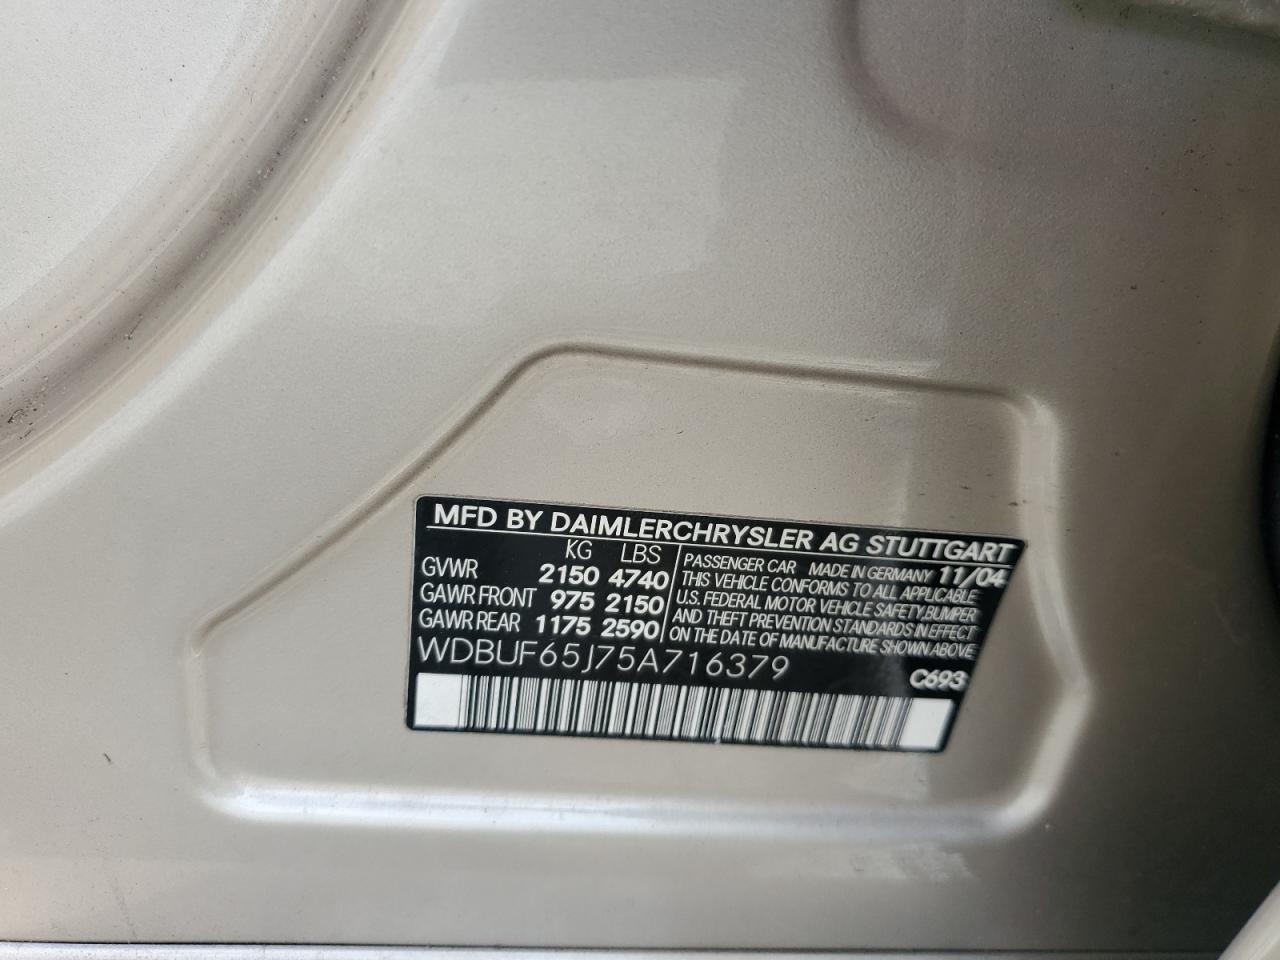 MFD BY DAIMLERCHRYSLER AG STUTTGART
KG LBS
GVWR 2150 4740
GAWR FRONT 975 2150
GAWR REAR 1175 2590
PASSENGER CAR MADE IN GERMANY 11/04
THIS VEHICLE CONFORMS TO ALL APPLICABLE
U.S. FEDERAL MOTOR VEHICLE SAFETY,BUMPER
AND THEFT PREVENTION STANDARDS IN EFFECT
ON THE DATE OF MANUFACTURE SHOWN ABOVE
WDBUF65J75A716379
C693